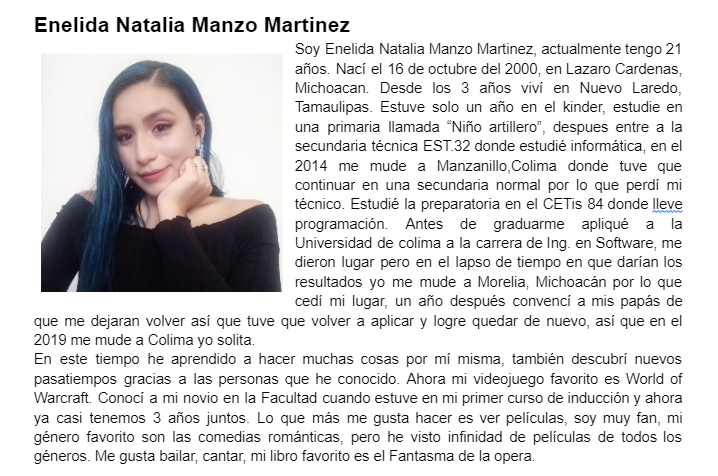 Enelida Natalia Manzo Martinez
Soy Enelida Natalia Manzo Martinez, actualmente tengo 21
años. Nací el 16 de octubre del 2000, en Lazaro Cardenas,
Michoacan. Desde los 3 años viví en Nuevo Laredo,
Tamaulipas. Estuve solo un año en el kinder, estudie en
una primaria llamada “Niño artillero”, despues entre a la
secundaria técnica EST.32 donde estudié informática, en el
2014 me mude a Manzanillo,Colima donde tuve que
continuar en una secundaria normal por lo que perdí mi
técnico. Estudié la preparatoria en el CETis 84 donde lleve
programación. Antes de graduarme apliqué a la
Universidad de colima a la carrera de Ing. en Software, me
dieron lugar pero en el lapso de tiempo en que darían los
resultados yo me mude a Morelia, Michoacán por lo que
cedí mi lugar, un año después convencí a mis papás de
que me dejaran volver así que tuve que volver a aplicar y logre quedar de nuevo, así que en el
2019 me mude a Colima yo solita.
En este tiempo he aprendido a hacer muchas cosas por mí misma, también descubrí nuevos
pasatiempos gracias a las personas que he conocido. Ahora mi videojuego favorito es World of
Warcraft. Conocí a mi novio en la Facultad cuando estuve en mi primer curso de inducción y ahora
ya casi tenemos 3 años juntos. Lo que más me gusta hacer es ver películas, soy muy fan, mi
género favorito son las comedias románticas, pero he visto infinidad de películas de todos los
géneros. Me gusta bailar, cantar, mi libro favorito es el Fantasma de la opera.